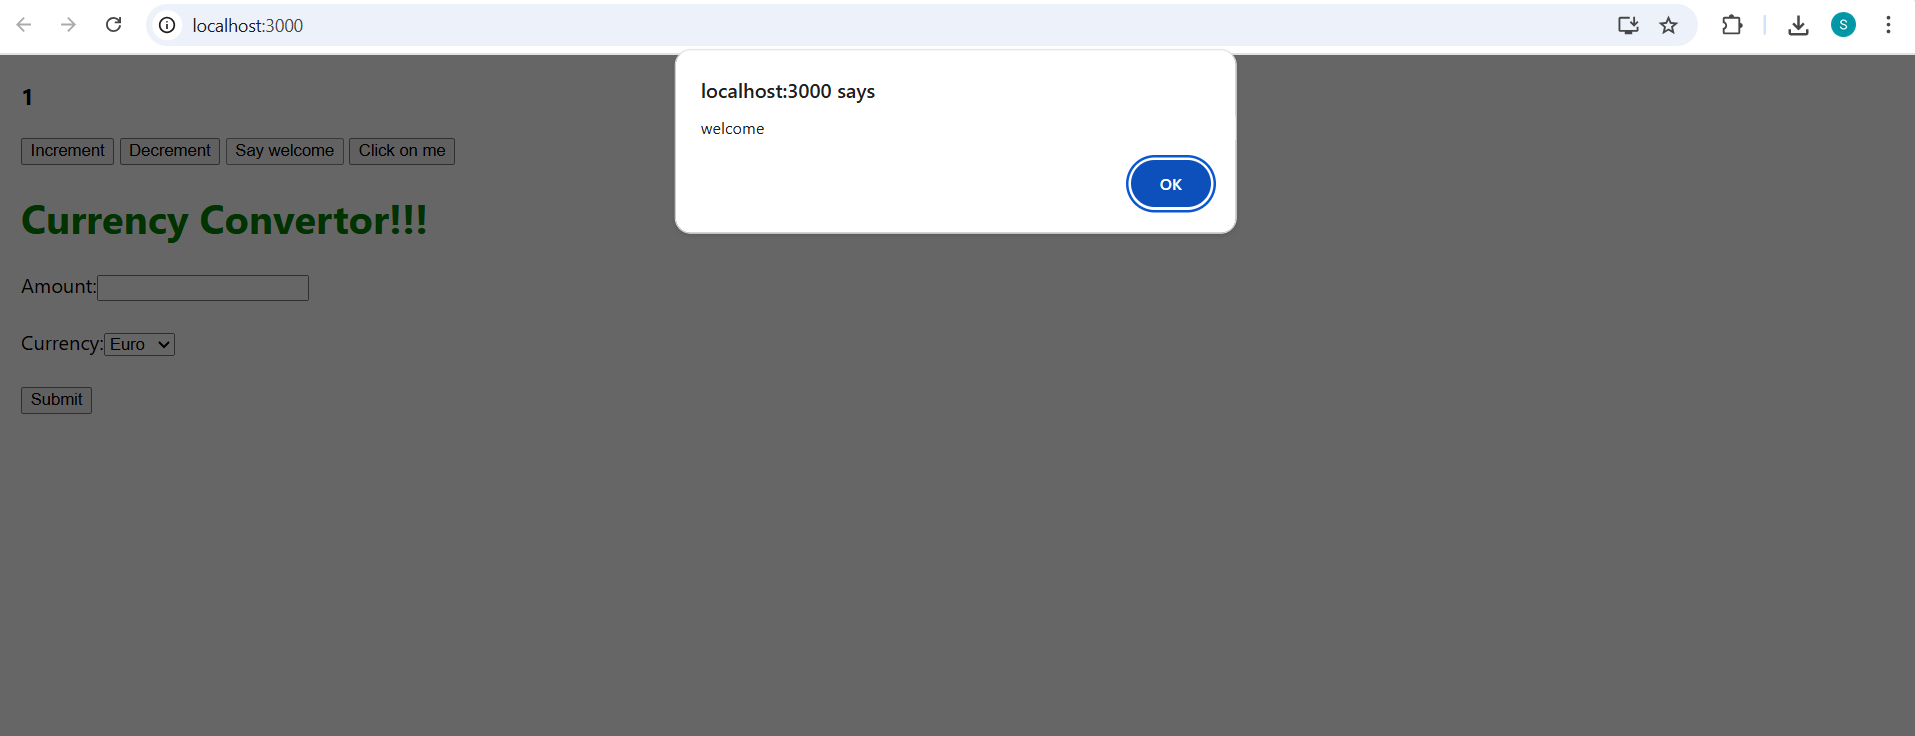 localhost:3000
S
localhost:3000 says
welcome
OK
1
Increment Decrement Say welcome Click on me
Currency Convertor!!!
Amount:
Currency: Euro
Submit